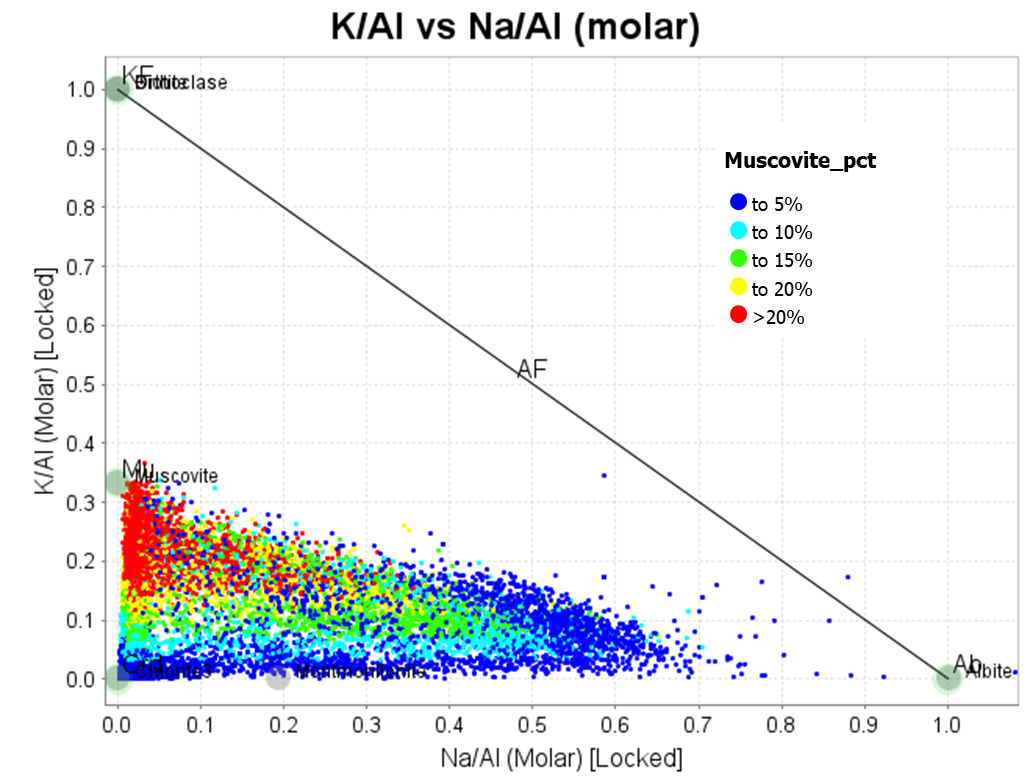 K/Al vs Na/Al (molar)
K/Al (Molar) [Locked]
1.0
0.9
0.8
0.7
0.6
0.5
0.4
0.3
0.2
0.1
0.0
KF
AF
Mu
Muscovite
Ab
Albite
Muscovite_pct
to 5%
to 10%
to 15%
to 20%
>20%
0.0 0.1 0.2 0.3 0.4 0.5 0.6 0.7 0.8 0.9 1.0
Na/Al (Molar) [Locked]